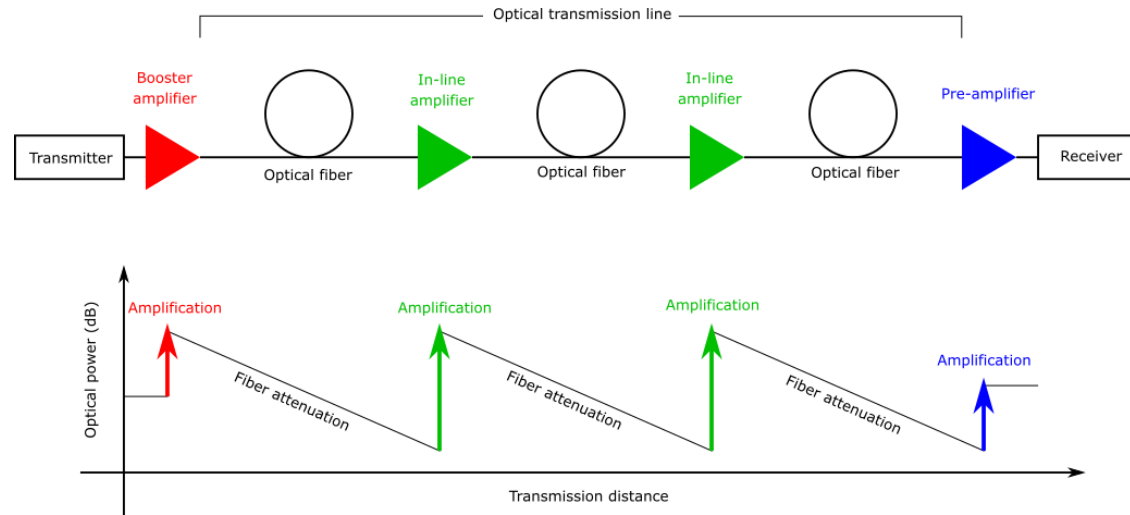 Optical transmission line
Booster
amplifier
In-line
amplifier
In-line
amplifier
Pre-amplifier
Transmitter
Receiver
Optical fiber
Optical fiber
Optical fiber
Optical power (dB)
Amplification
Amplification
Amplification
Amplification
Fiber attenuation
Fiber attenuation
Fiber attenuation
Transmission distance